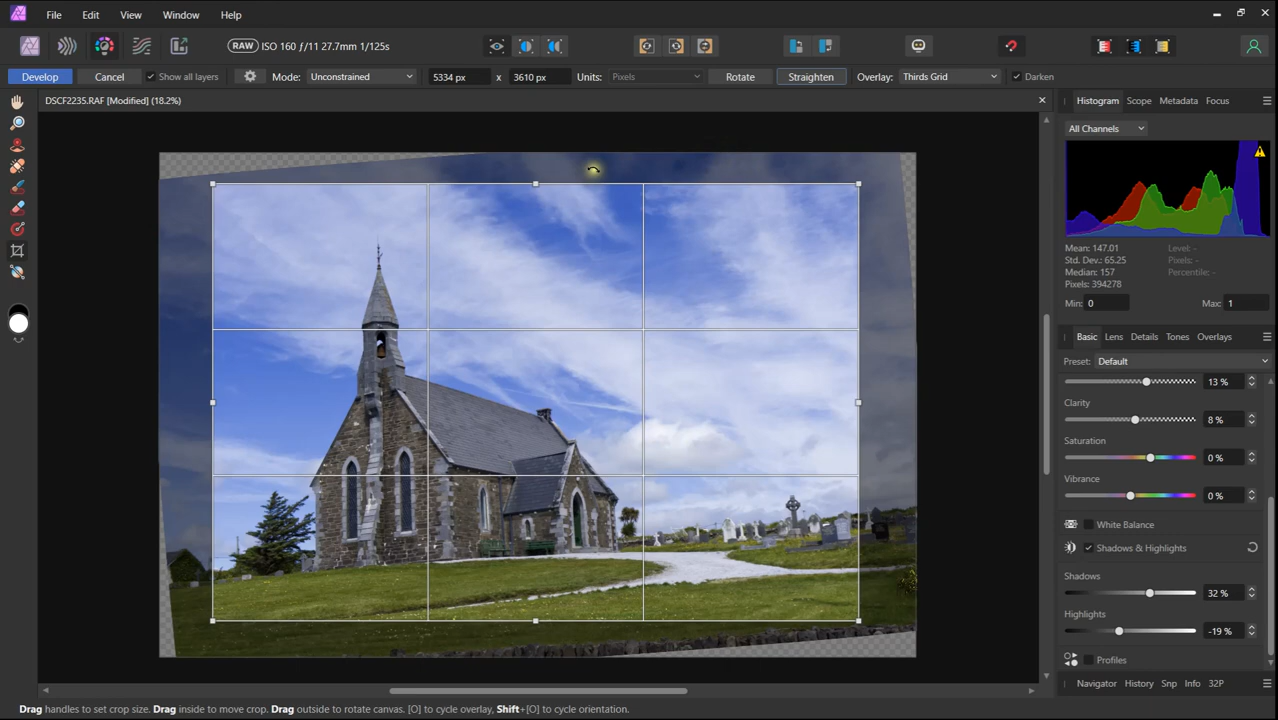 File Edit View Window Help
RAW ISO 160 ƒ/11 27.7mm 1/125s
Develop Cancel Show all layers Mode: Unconstrained 5334 px x 3610 px Units: Pixels Rotate Straighten Overlay: Thirds Grid Darken
DSCF2235.RAF [Modified] (18.2%)
Histogram Scope Metadata Focus
All Channels
Mean: 147.01
Std. Dev.: 65.25
Median: 157
Pixels: 394278
Level: -
Pixels: -
Percentile: -
Min: 0 Max: 1
Basic Lens Details Tones Overlays
Preset: Default
13 %
Clarity
8 %
Saturation
0 %
Vibrance
0 %
White Balance
Shadows & Highlights
Shadows
32 %
Highlights
-19 %
Profiles
Navigator History Snp Info 32P
Drag handles to set crop size. Drag inside to move crop. Drag outside to rotate canvas. [O] to cycle overlay, Shift+[O] to cycle orientation.